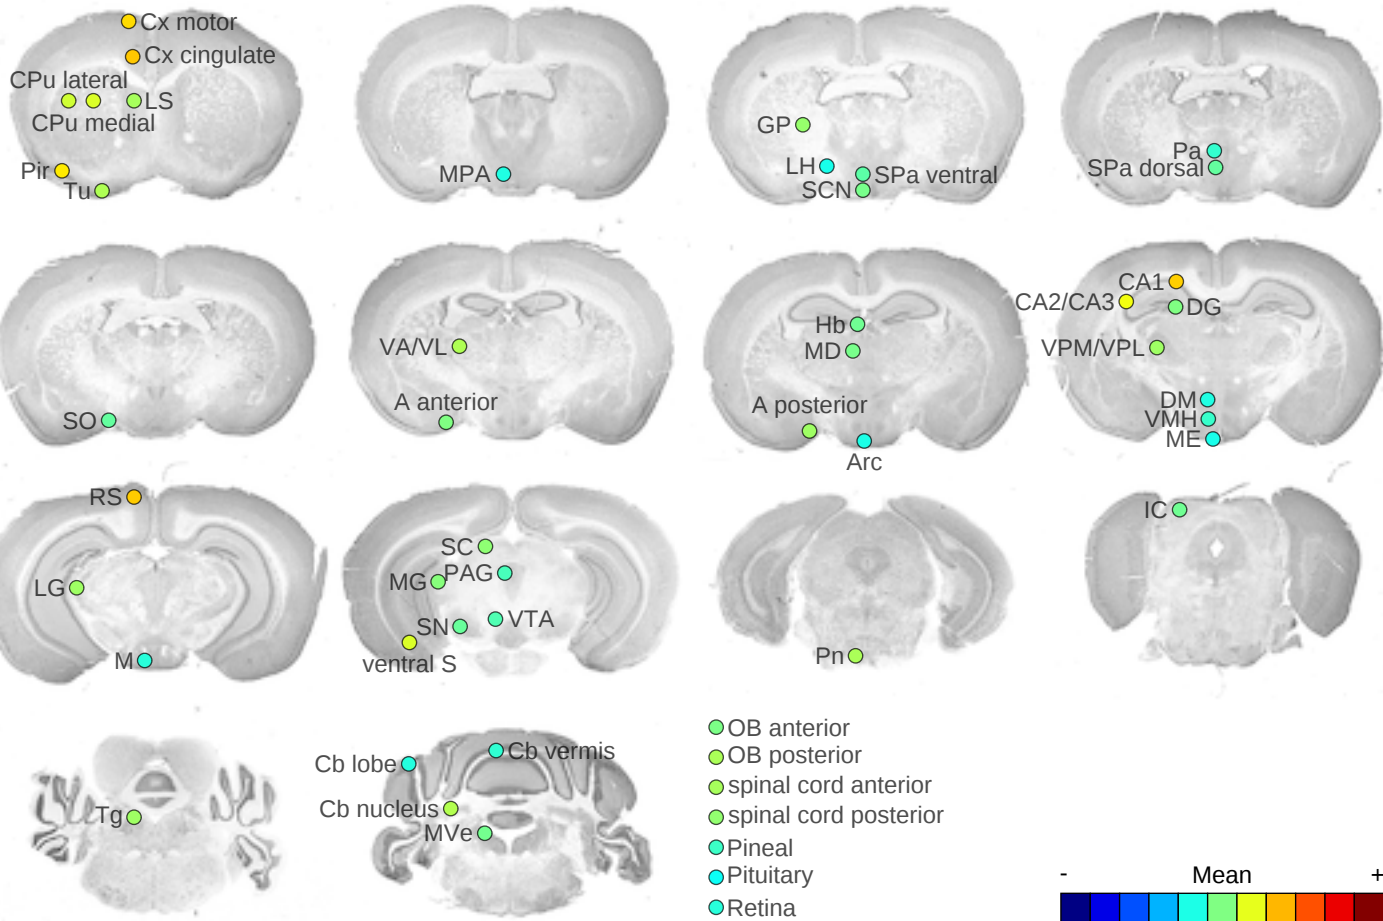 Cx motor
Cx cingulate
CPu lateral
LS
CPu medial
Pir
Tu
MPA
GP
LH
SPa ventral
SCN
Pa
SPa dorsal
SO
VA/VL
A anterior
Hb
MD
A posterior
Arc
CA1
CA2/CA3
DG
VPM/VPL
DM
VMH
ME
RS
LG
M
SC
MG
PAG
SN
VTA
ventral S
Pn
IC
Tg
Cb lobe
Cb vermis
Cb nucleus
MVe
OB anterior
OB posterior
spinal cord anterior
spinal cord posterior
Pineal
Pituitary
Retina
- Mean +